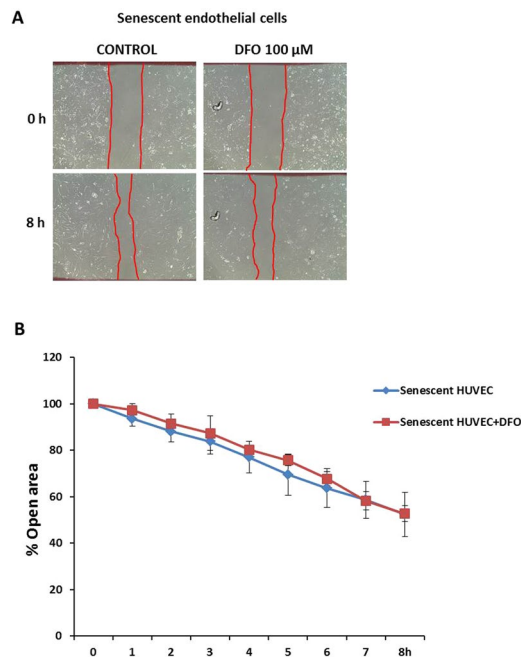 A
Senescent endothelial cells
CONTROL
DFO 100 µM
0 h
8 h
B
% Open area
120
100
80
60
40
20
0
0 1 2 3 4 5 6 7 8h
Senescent HUVEC
Senescent HUVEC+DFO